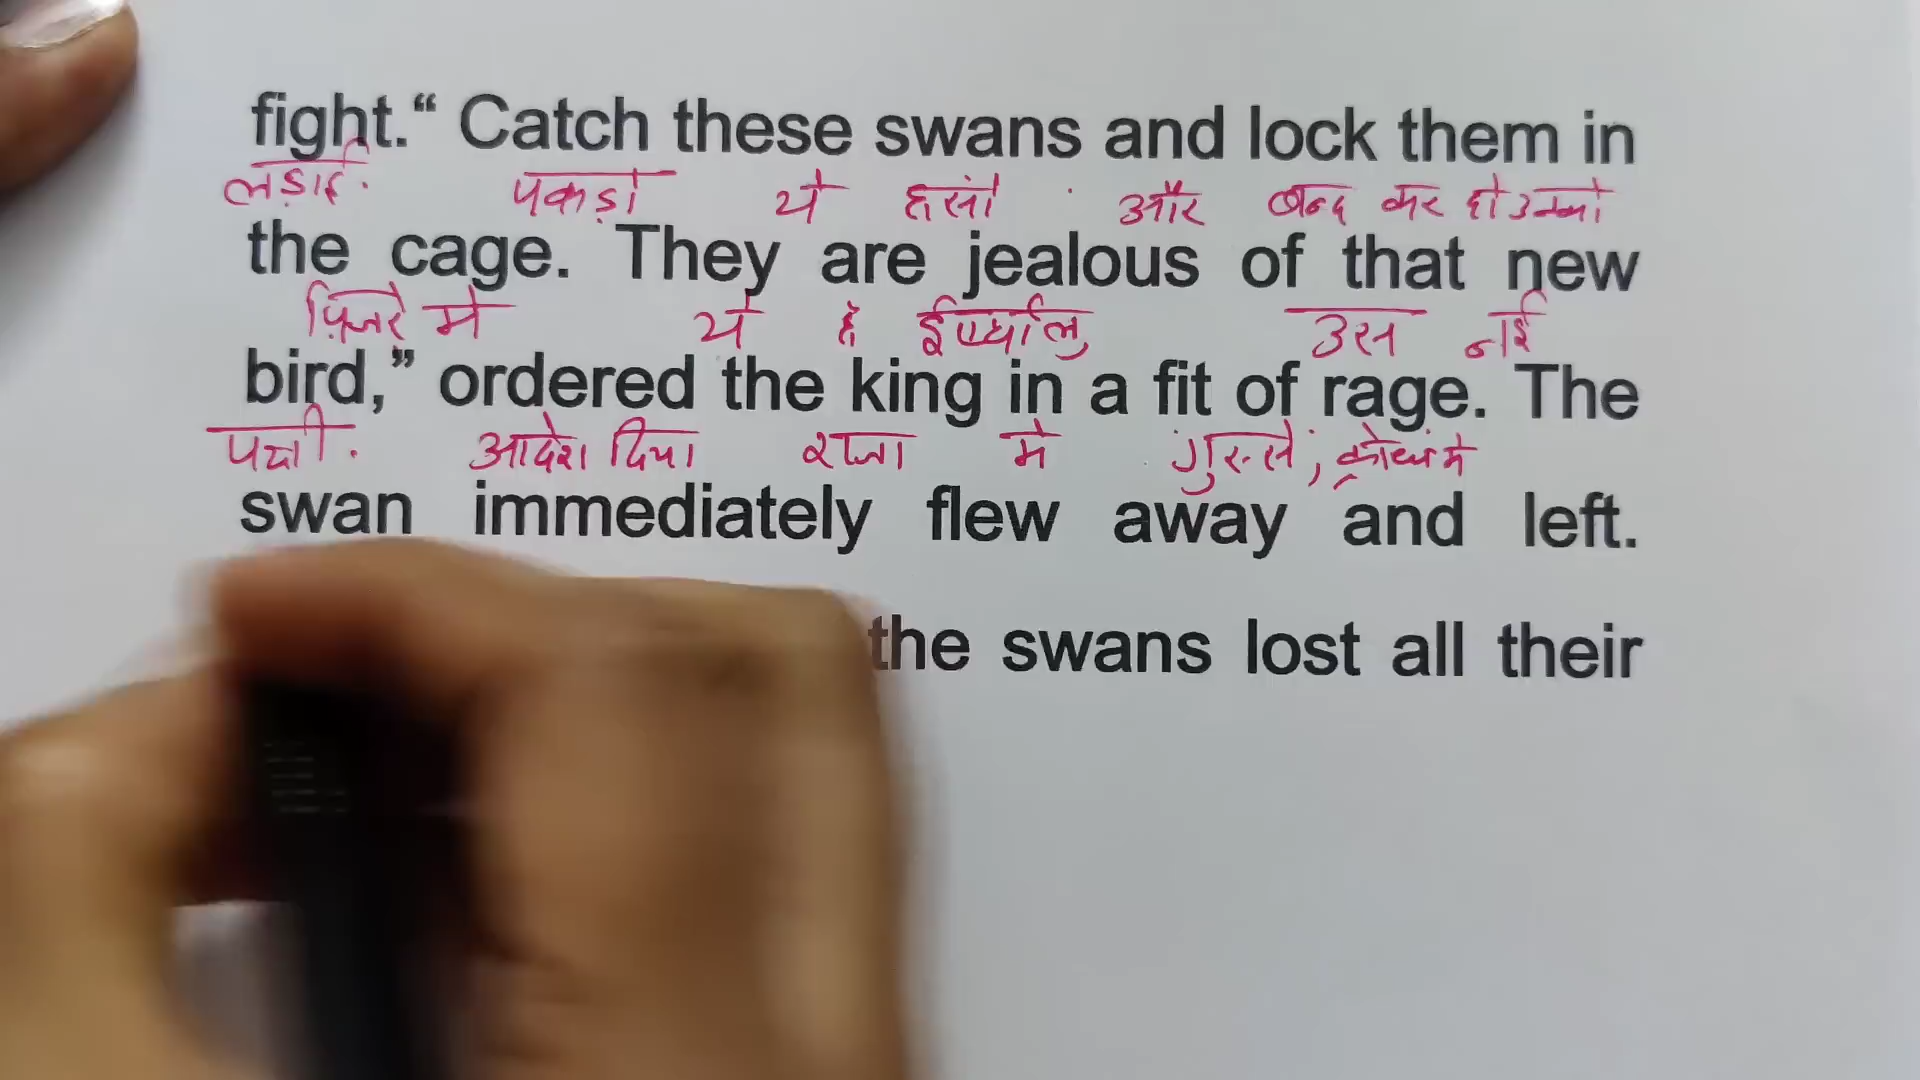 fight.“ Catch these swans and lock them in
लड़ाई. पकड़ो ये हंसो और बन्द कर दो उनको
the cage. They are jealous of that new
पिंजरे में ये है ईर्ष्यालु उस नई
bird,” ordered the king in a fit of rage. The
पक्षी. आदेश दिया राजा में गुस्से, क्रोध में
swan immediately flew away and left.
the swans lost all their